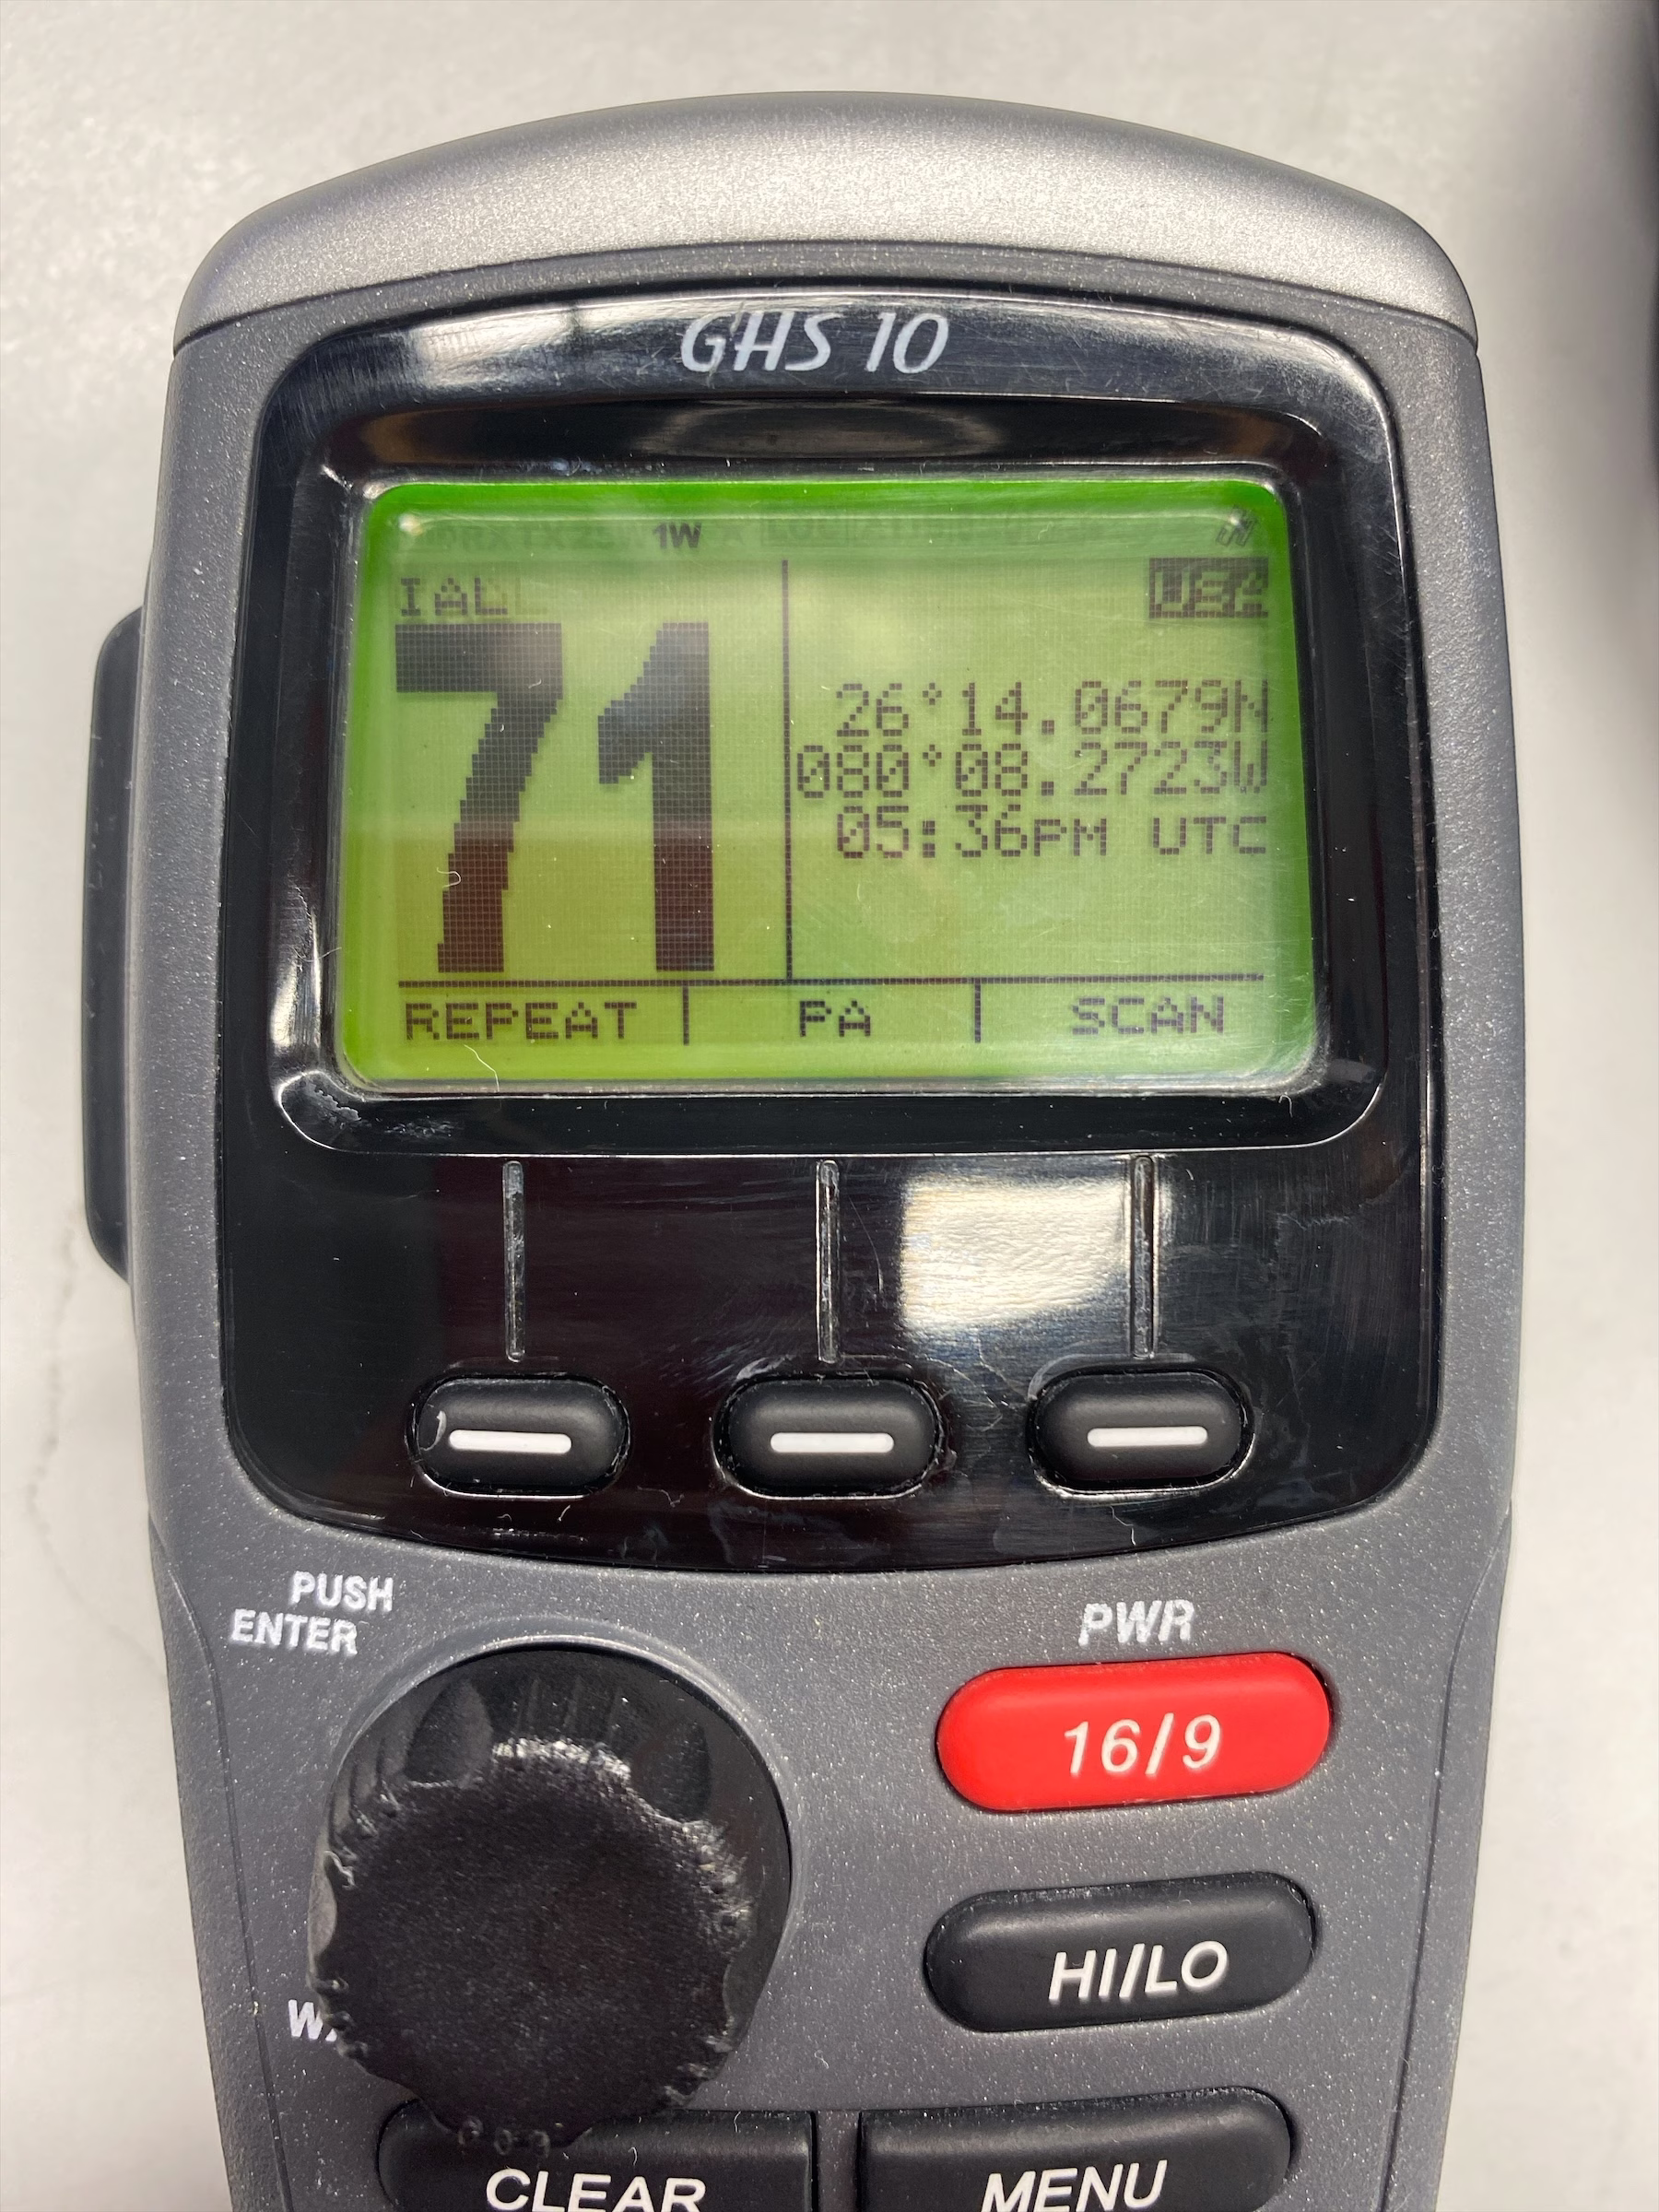 GHS 10
1W
USA
71
26°14.0679N
080°08.2723W
05:36PM UTC
REPEAT PA SCAN
PUSH
ENTER
PWR
16/9
HI/LO
CLEAR MENU